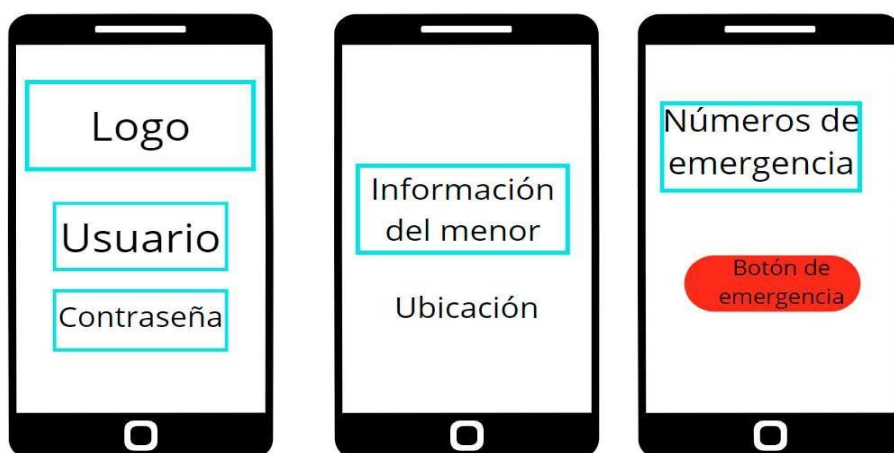 Logo
Usuario
Contraseña
Información
del menor
Ubicación
Números de
emergencia
Botón de
emergencia